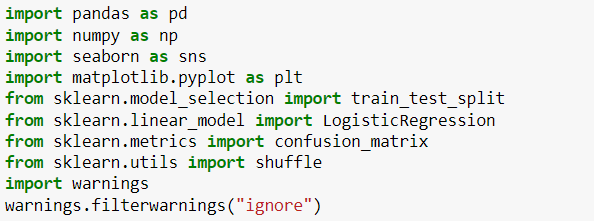 import pandas as pd
import numpy as np
import seaborn as sns
import matplotlib.pyplot as plt
from sklearn.model_selection import train_test_split
from sklearn.linear_model import LogisticRegression
from sklearn.metrics import confusion_matrix
from sklearn.utils import shuffle
import warnings
warnings.filterwarnings("ignore")